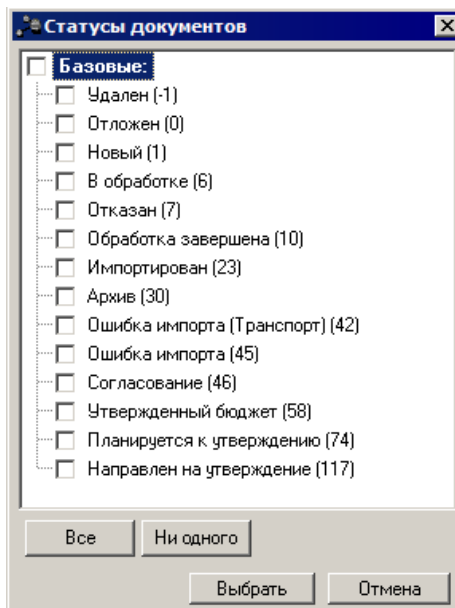 Статусы документов
Базовые:
Удален (-1)
Отложен (0)
Новый (1)
В обработке (6)
Отказан (7)
Обработка завершена (10)
Импортирован (23)
Архив (30)
Ошибка импорта (Транспорт) (42)
Ошибка импорта (45)
Согласование (46)
Утвержденный бюджет (58)
Планируется к утверждению (74)
Направлен на утверждение (117)
Все Ни одного
Выбрать Отмена